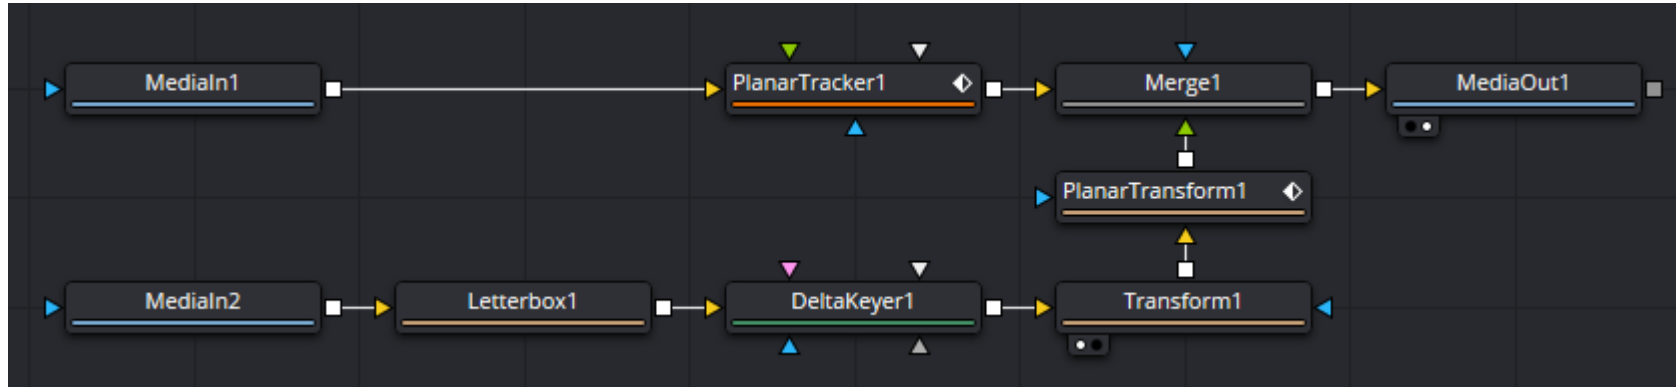 MediaIn1
PlanarTracker1
Merge1
MediaOut1
PlanarTransform1
MediaIn2
Letterbox1
DeltaKeyer1
Transform1